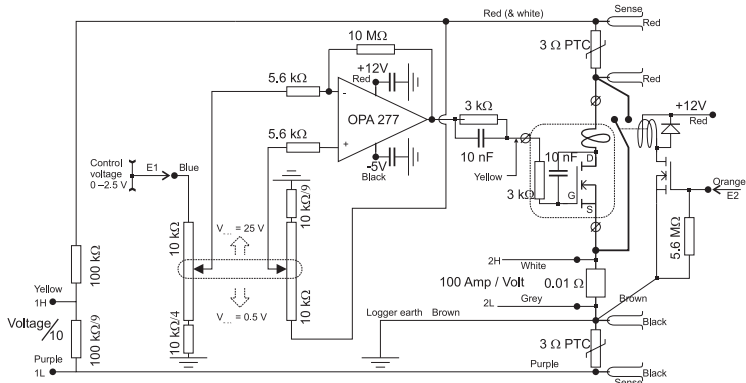 Red (& white)
Sense
Red
10 MΩ
3 Ω PTC
+12V
Red
5.6 kΩ
Red
-
OPA 277
3 kΩ
+12V
Red
5.6 kΩ
+
10 nF
10 nF
D
Control
voltage
0 –2.5 V
E1
Blue
-5V
Black
Yellow
3 kΩ
G
S
Orange
E2
10 kΩ/9
10 kΩ
V = 25 V
5.6 MΩ
100 kΩ
2H
White
Yellow
1H
V = 0.5 V
10 kΩ
100 Amp / Volt
0.01 Ω
Voltage
/10
100 kΩ/9
10 kΩ/4
2L
Grey
Brown
Logger earth
Brown
Black
3 Ω PTC
Purple
1L
Purple
Black
Sense